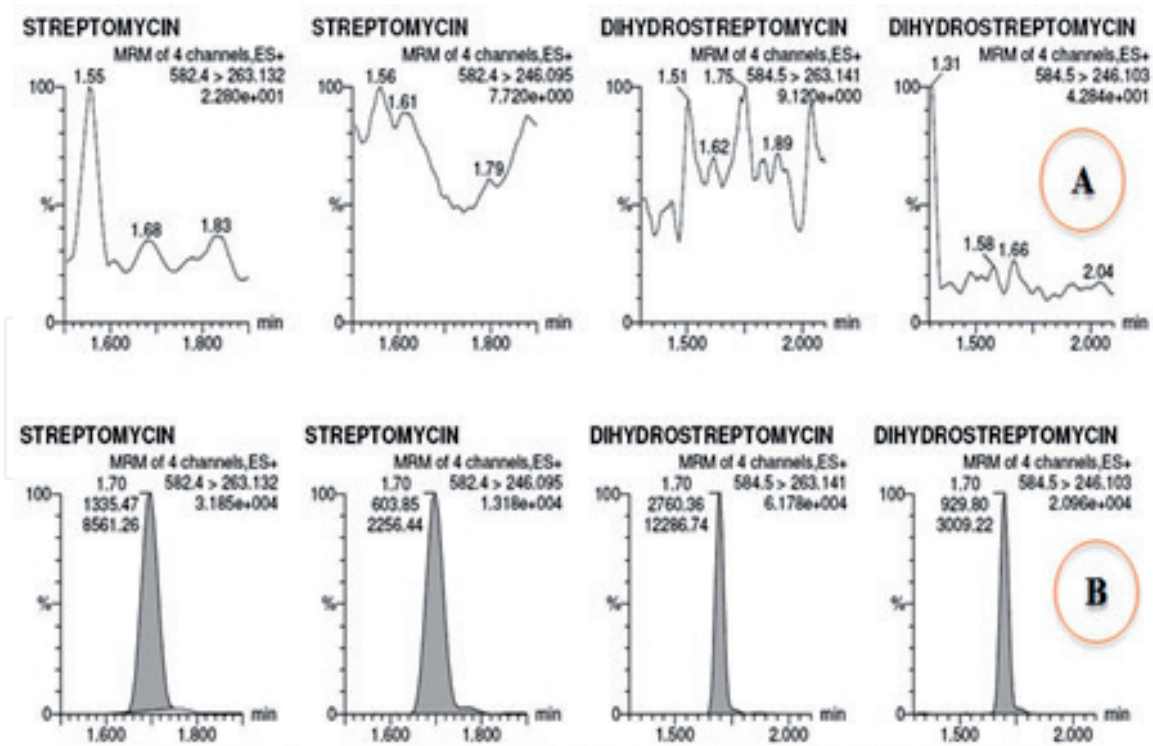 STREPTOMYCIN
MRM of 4 channels,ES+
1.55
582.4 > 263.132
2.280e+001
100
1.68
1.83
%
0
min
1.600
1.800
STREPTOMYCIN
MRM of 4 channels,ES+
1.56
582.4 > 246.095
7.720e+000
100
1.61
1.79
%
0
min
1.600
1.800
DIHYDROSTREPTOMYCIN
MRM of 4 channels,ES+
1.51
1.75
584.5 > 263.141
9.120e+000
100
1.62
1.89
%
0
min
1.500
2.000
DIHYDROSTREPTOMYCIN
MRM of 4 channels,ES+
1.31
584.5 > 246.103
4.284e+001
100
A
%
1.58
1.66
2.04
0
min
1.500
2.000
STREPTOMYCIN
MRM of 4 channels,ES+
1.70
582.4 > 263.132
100
1335.47
3.185e+004
8561.26
%
0
min
1.600
1.800
STREPTOMYCIN
MRM of 4 channels,ES+
1.70
582.4 > 246.095
100
603.85
1.318e+004
2256.44
%
0
min
1.600
1.800
DIHYDROSTREPTOMYCIN
MRM of 4 channels,ES+
1.70
584.5 > 263.141
100
2760.36
6.178e+004
12286.74
%
0
min
1.500
2.000
DIHYDROSTREPTOMYCIN
MRM of 4 channels,ES+
1.70
584.5 > 246.103
100
929.80
2.096e+004
3009.22
B
%
0
min
1.500
2.000